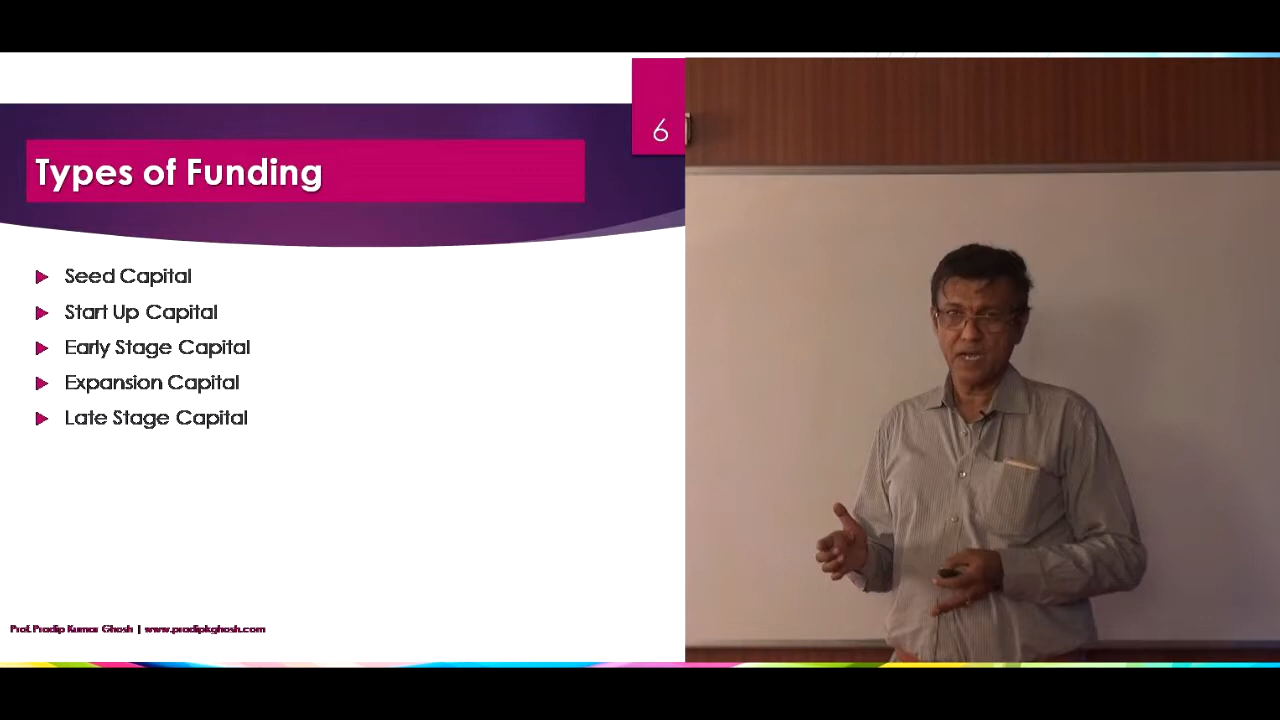 6
Types of Funding
Seed Capital
Start Up Capital
Early Stage Capital
Expansion Capital
Late Stage Capital
Prof. Pradip Kumar Ghosh | www.pradipkghosh.com